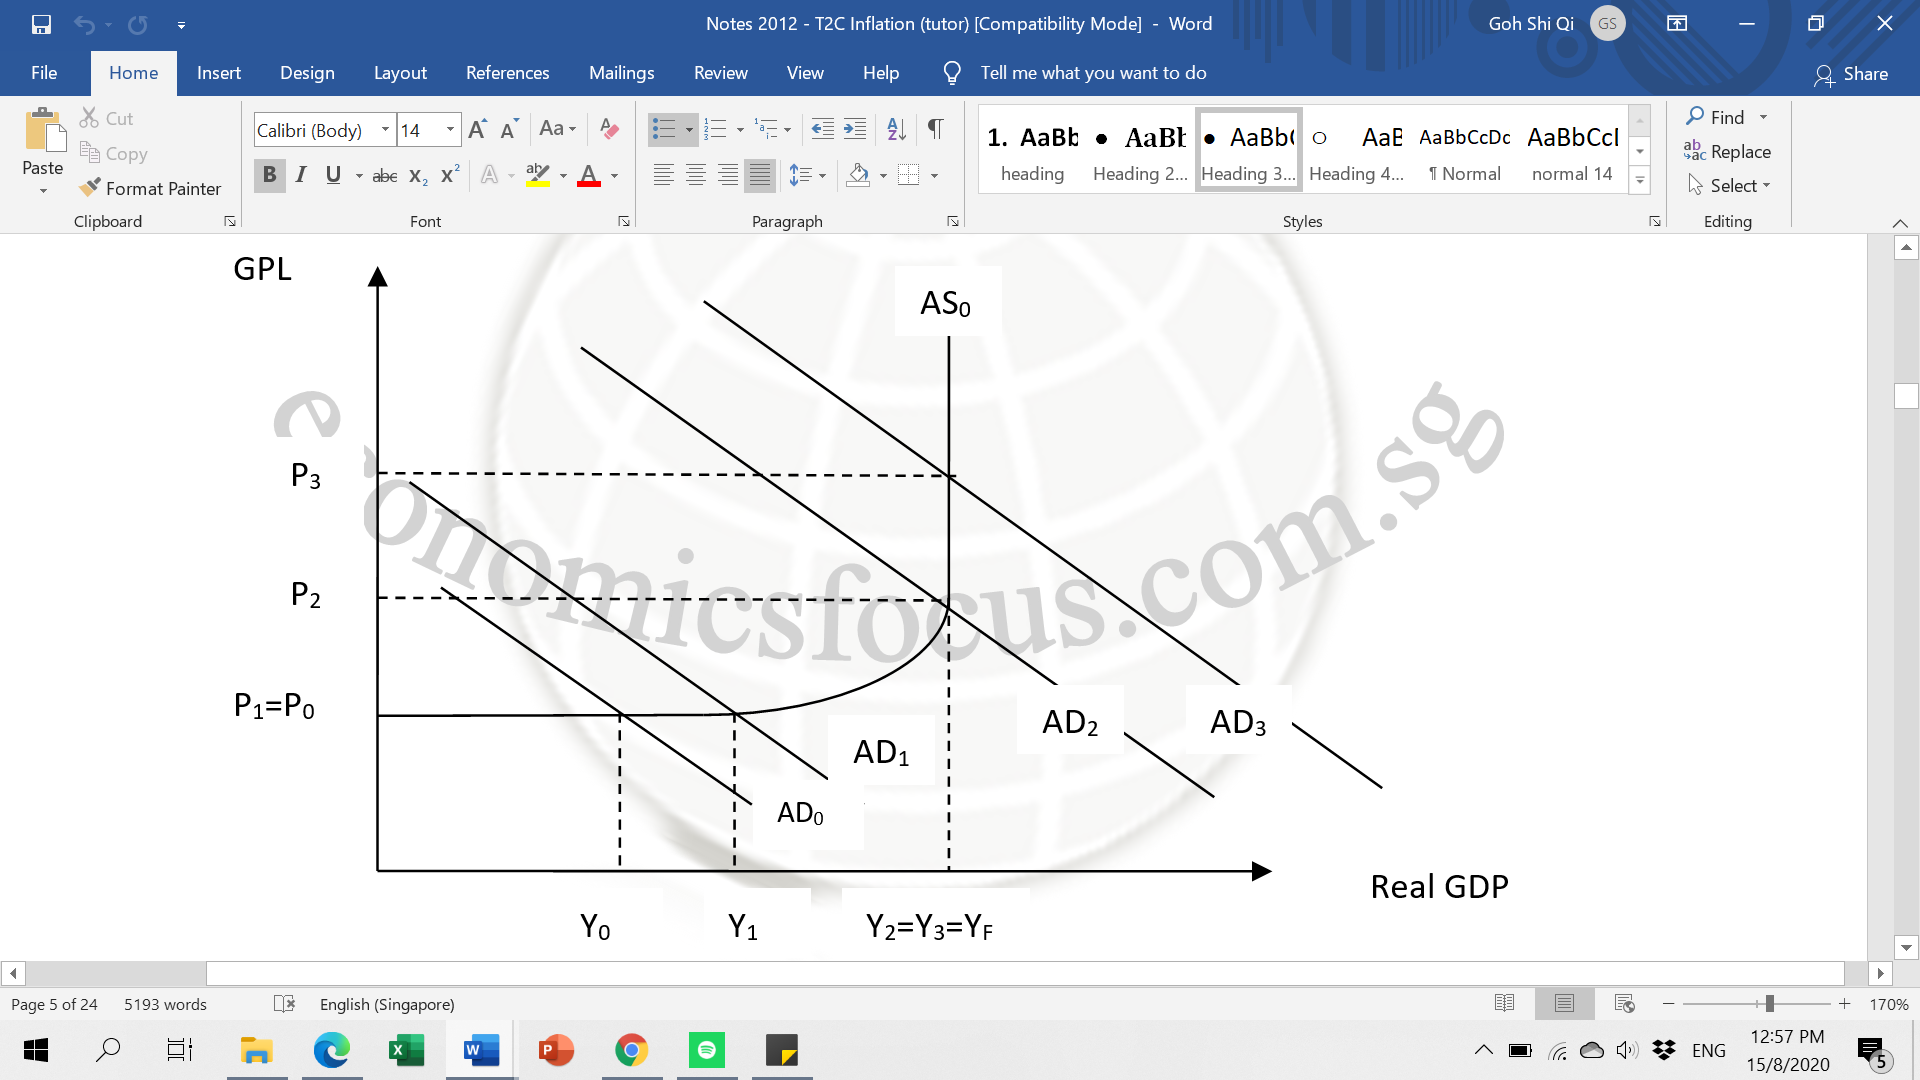 Notes 2012 - T2C Inflation (tutor) [Compatibility Mode] - Word
Goh Shi Qi GS
File Home Insert Design Layout References Mailings Review View Help Tell me what you want to do Share
Paste
Cut
Copy
Format Painter
Clipboard
Calibri (Body) 14
Font
Paragraph
1. AaBb AaBb AaBb( AaB AaBbCcDc AaBbCcI
heading Heading 2... Heading 3... Heading 4... ¶ Normal normal 14
Styles
Find
Replace
Select
Editing
GPL
AS₀
economicsfocus.com.sg
P₃
P₂
P₁=P₀
AD₂
AD₃
AD₁
AD₀
Real GDP
Y₀ Y₁ Y₂=Y₃=Y_F
Page 5 of 24 5193 words English (Singapore) 170%
12:57 PM
ENG
15/8/2020
5